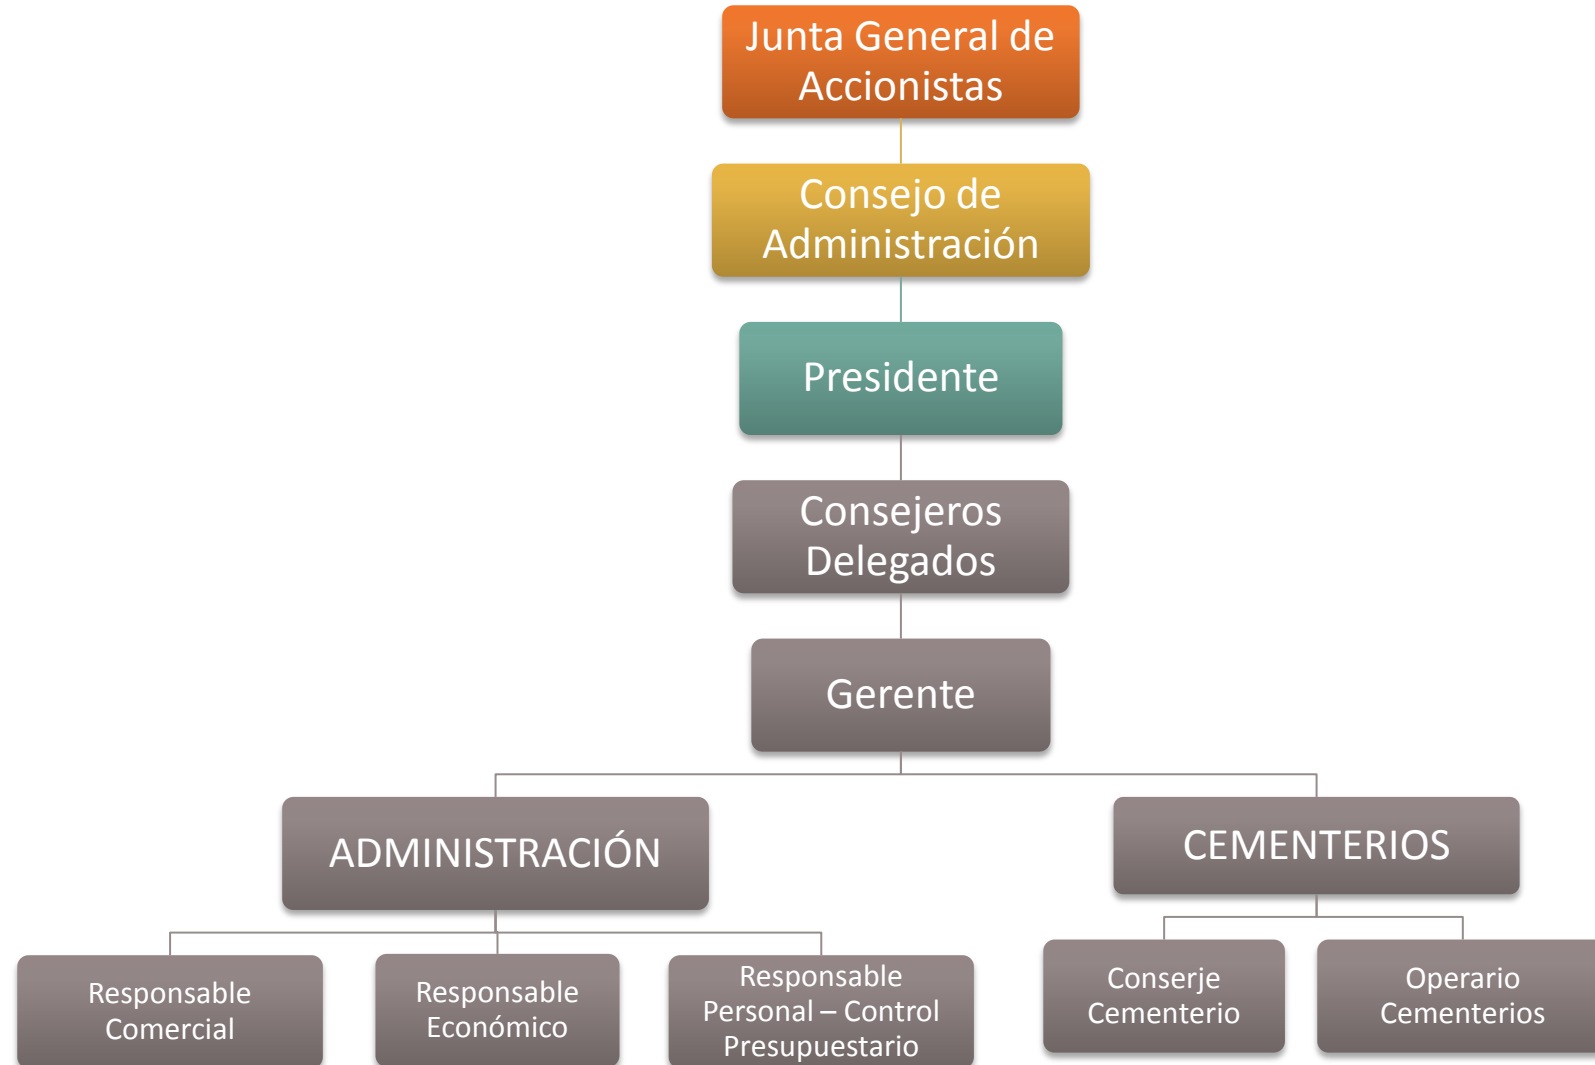 Junta General de
Accionistas
Consejo de
Administración
Presidente
Consejeros
Delegados
Gerente
ADMINISTRACIÓN
CEMENTERIOS
Responsable
Comercial
Responsable
Económico
Responsable
Personal – Control
Presupuestario
Conserje
Cementerio
Operario
Cementerios